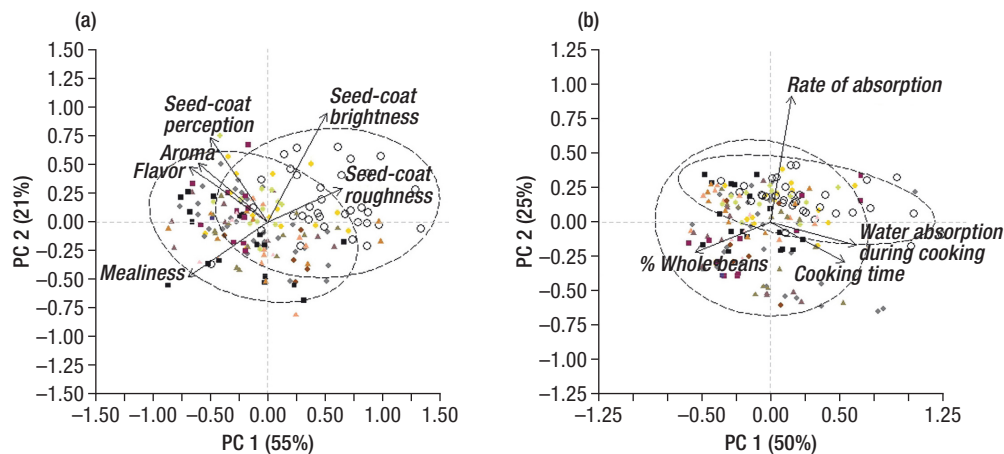 (a)
1.50
1.25
1.00
0.75
0.50
0.25
0.00
–0.25
–0.50
–0.75
–1.00
–1.25
–1.50
PC 2 (21%)
Seed-coat
perception
Aroma
Flavor
Mealiness
Seed-coat
brightness
Seed-coat
roughness
–1.50
–1.00
–0.50
0.00
0.50
1.00
1.50
PC 1 (55%)
(b)
1.25
1.00
0.75
0.50
0.25
0.00
–0.25
–0.50
–0.75
–1.00
–1.25
PC 2 (25%)
Rate of absorption
% Whole beans
Water absorption
during cooking
Cooking time
–1.25
–0.50
0.00
0.50
1.25
PC 1 (50%)